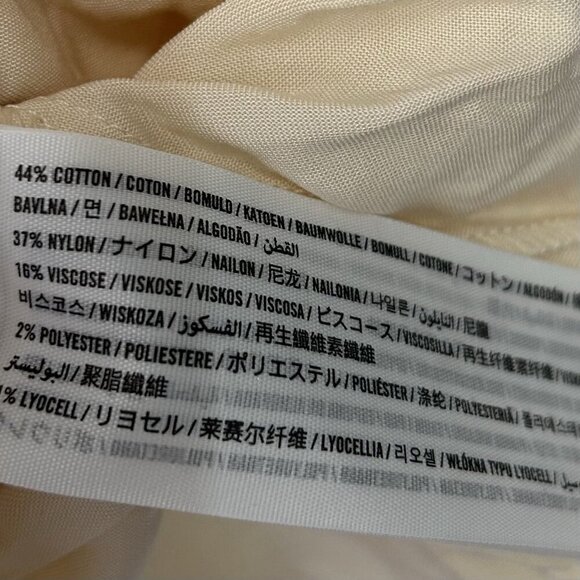 44% COTTON / COTON / BOMULD / KATOEN / BAUMWOLLE / BOMULL / COTONE / コットン / ALGODÓN /
BAVLNA / 면 / BAWEŁNA / ALGODÃO / القطن
37% NYLON / ナイロン / NAILON / 尼龙 / NAILONIA / 나일론 / النايلون / 尼龍
16% VISCOSE / VISKOSE / VISKOS / VISCOSA / ビスコース / VISCOSILLA / 再生纤维素纤维 /
비스코스 / WISKOZA / الفسكوز / 再生纖維素纖維
2% POLYESTER / POLIESTERE / ポリエステル / POLIÉSTER / 涤纶 / POLYESTERIÄ /
البوليستر / 聚脂纖維
1% LYOCELL / リヨセル / 莱赛尔纤维 / LYOCELLIA / 리오셀 / WŁÓKNA TYPU LYOCELL /